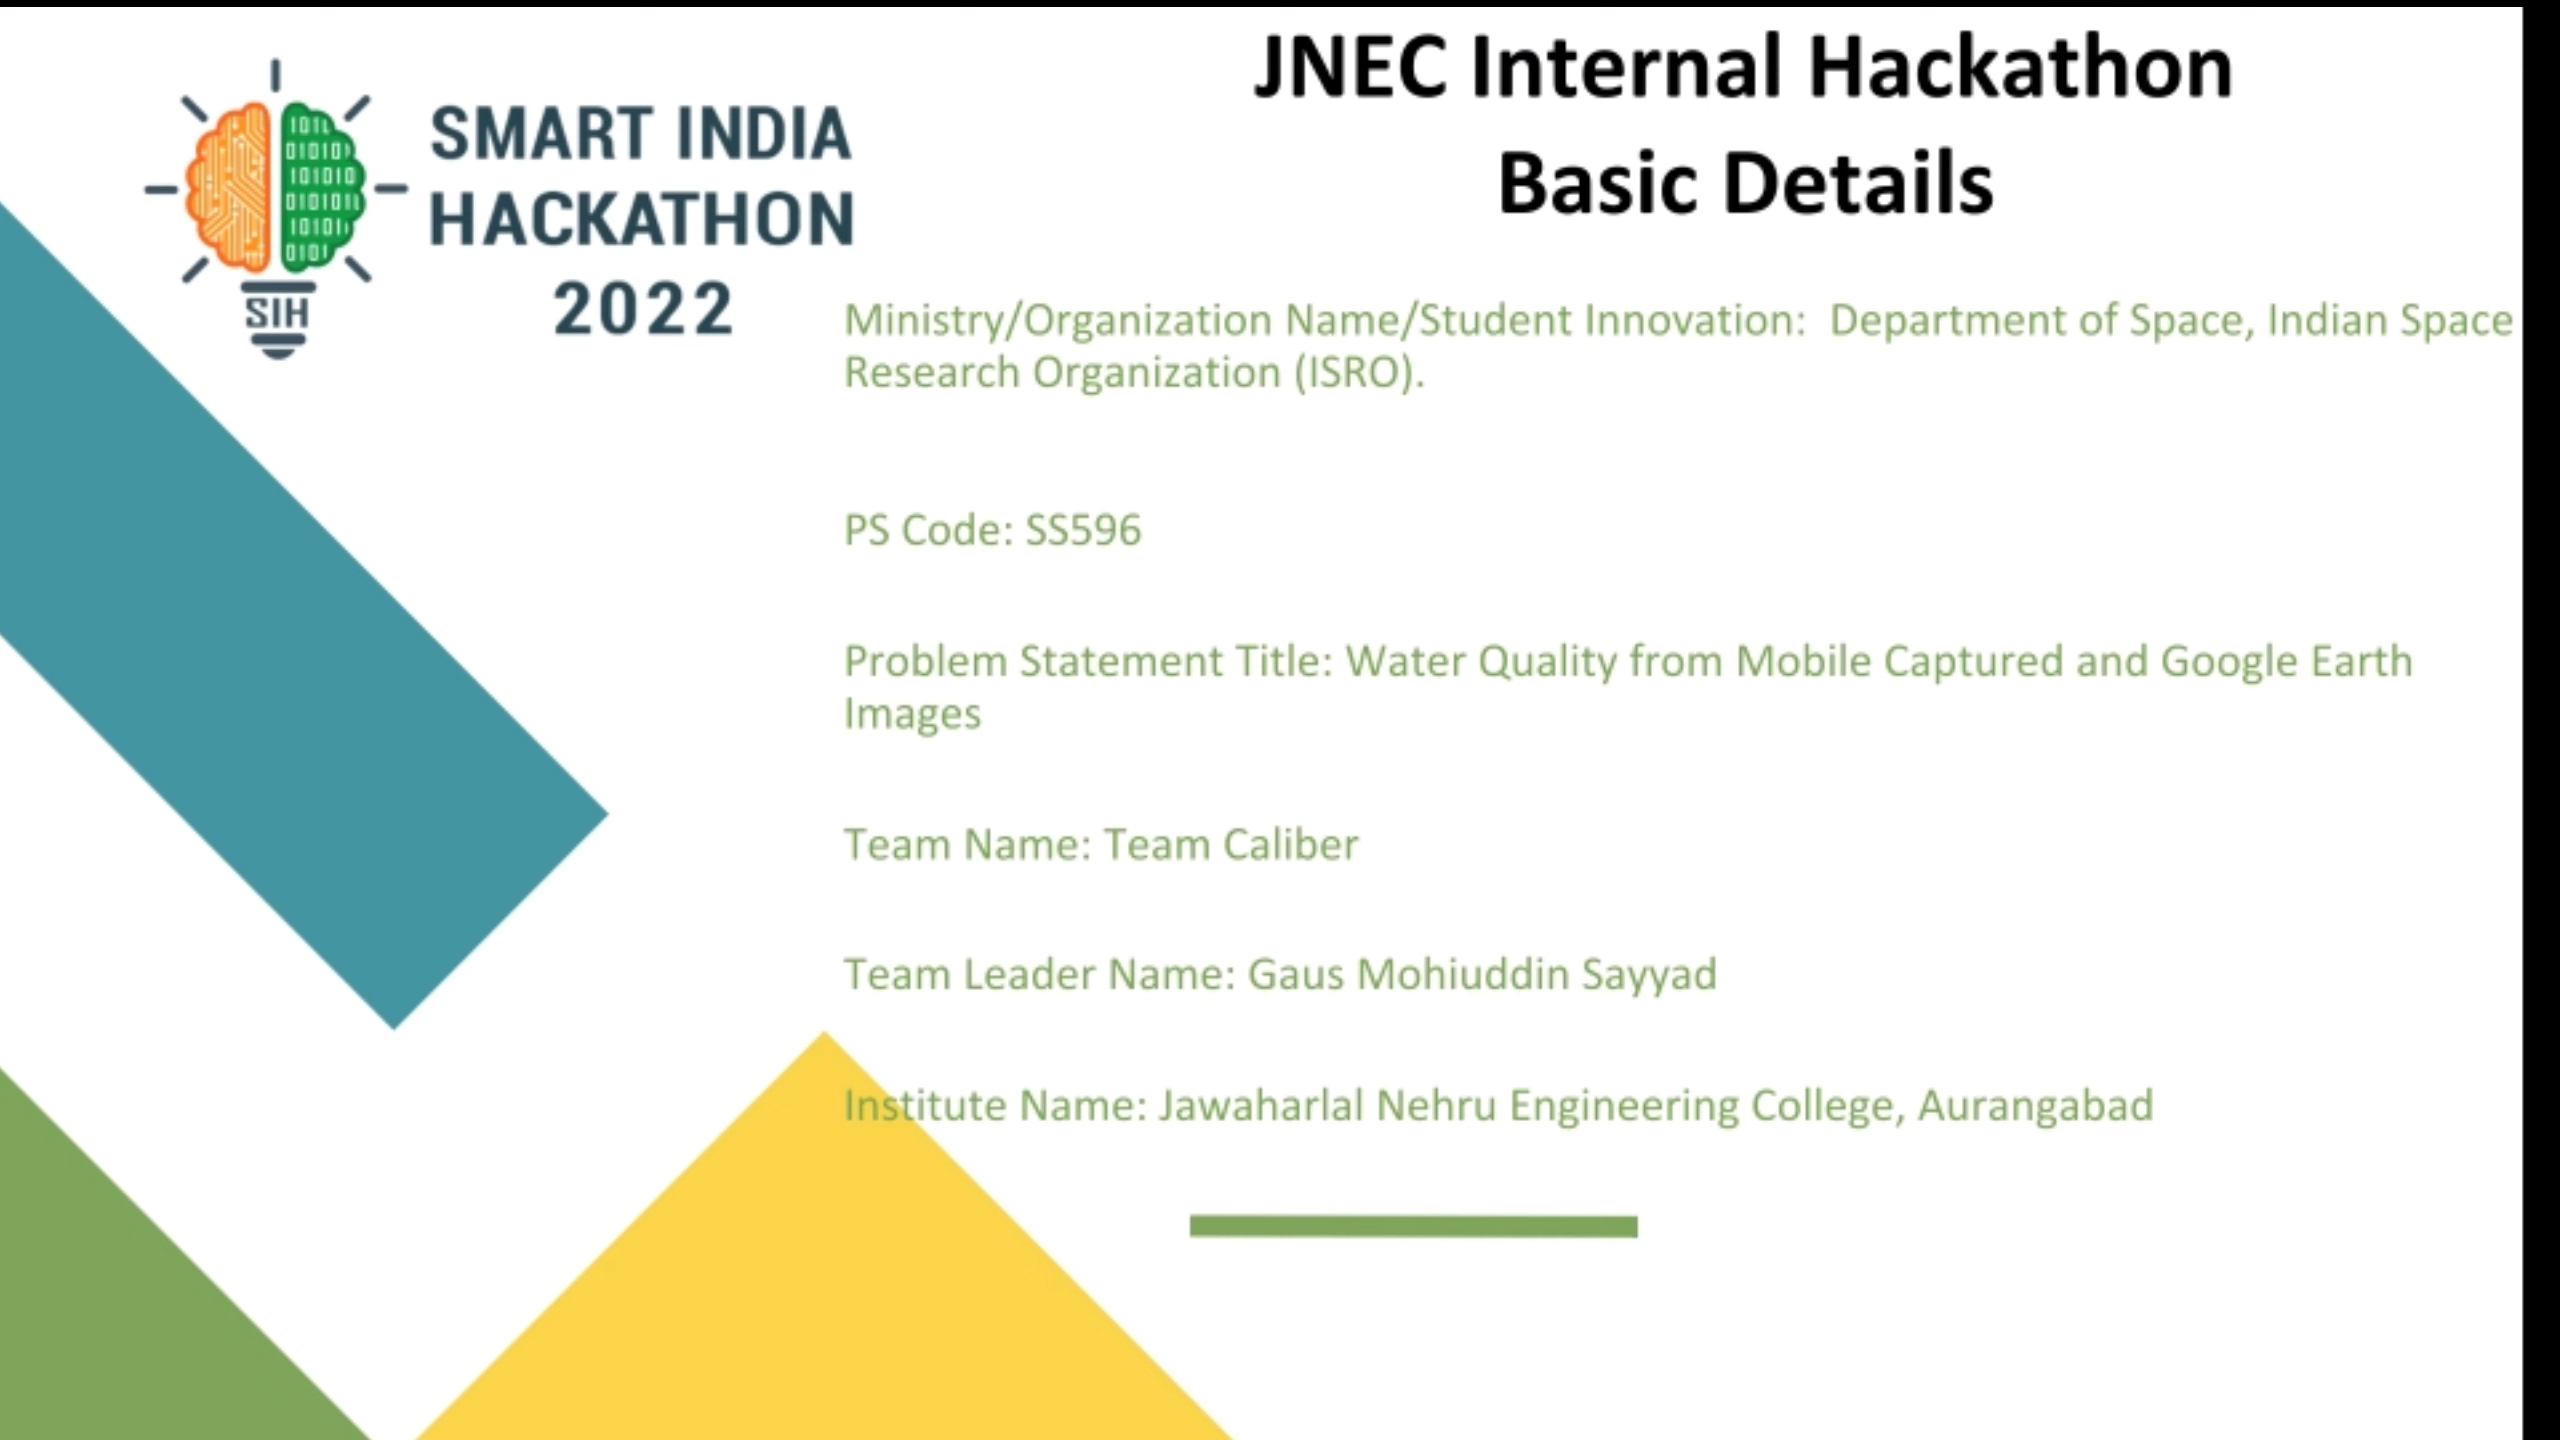 SMART INDIA
HACKATHON
2022
SIH
JNEC Internal Hackathon
Basic Details
Ministry/Organization Name/Student Innovation: Department of Space, Indian Space
Research Organization (ISRO).
PS Code: SS596
Problem Statement Title: Water Quality from Mobile Captured and Google Earth
Images
Team Name: Team Caliber
Team Leader Name: Gaus Mohiuddin Sayyad
Institute Name: Jawaharlal Nehru Engineering College, Aurangabad